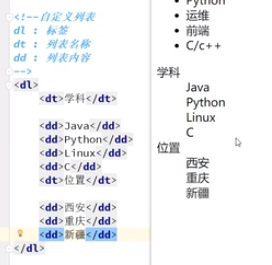 <!--自定义列表
dl : 标签
dt : 列表名称
dd : 列表内容
-->
<dl>
<dt>学科</dt>
<dd>Java</dd>
<dd>Python</dd>
<dd>Linux</dd>
<dd>C</dd>
<dt>位置</dt>
<dd>西安</dd>
<dd>重庆</dd>
<dd>新疆</dd>
</dl>
Python
运维
前端
C/c++
学科
Java
Python
Linux
C
位置
西安
重庆
新疆